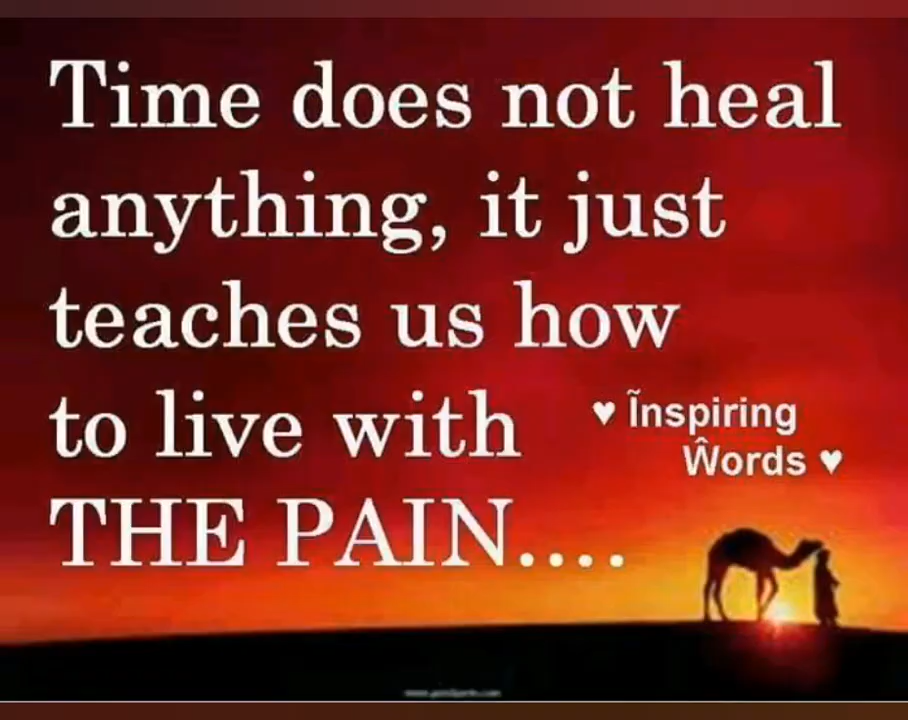 Time does not heal
anything, it just
teaches us how
to live with
THE PAIN....
♥ Ĩnspiring
Ŵords ♥